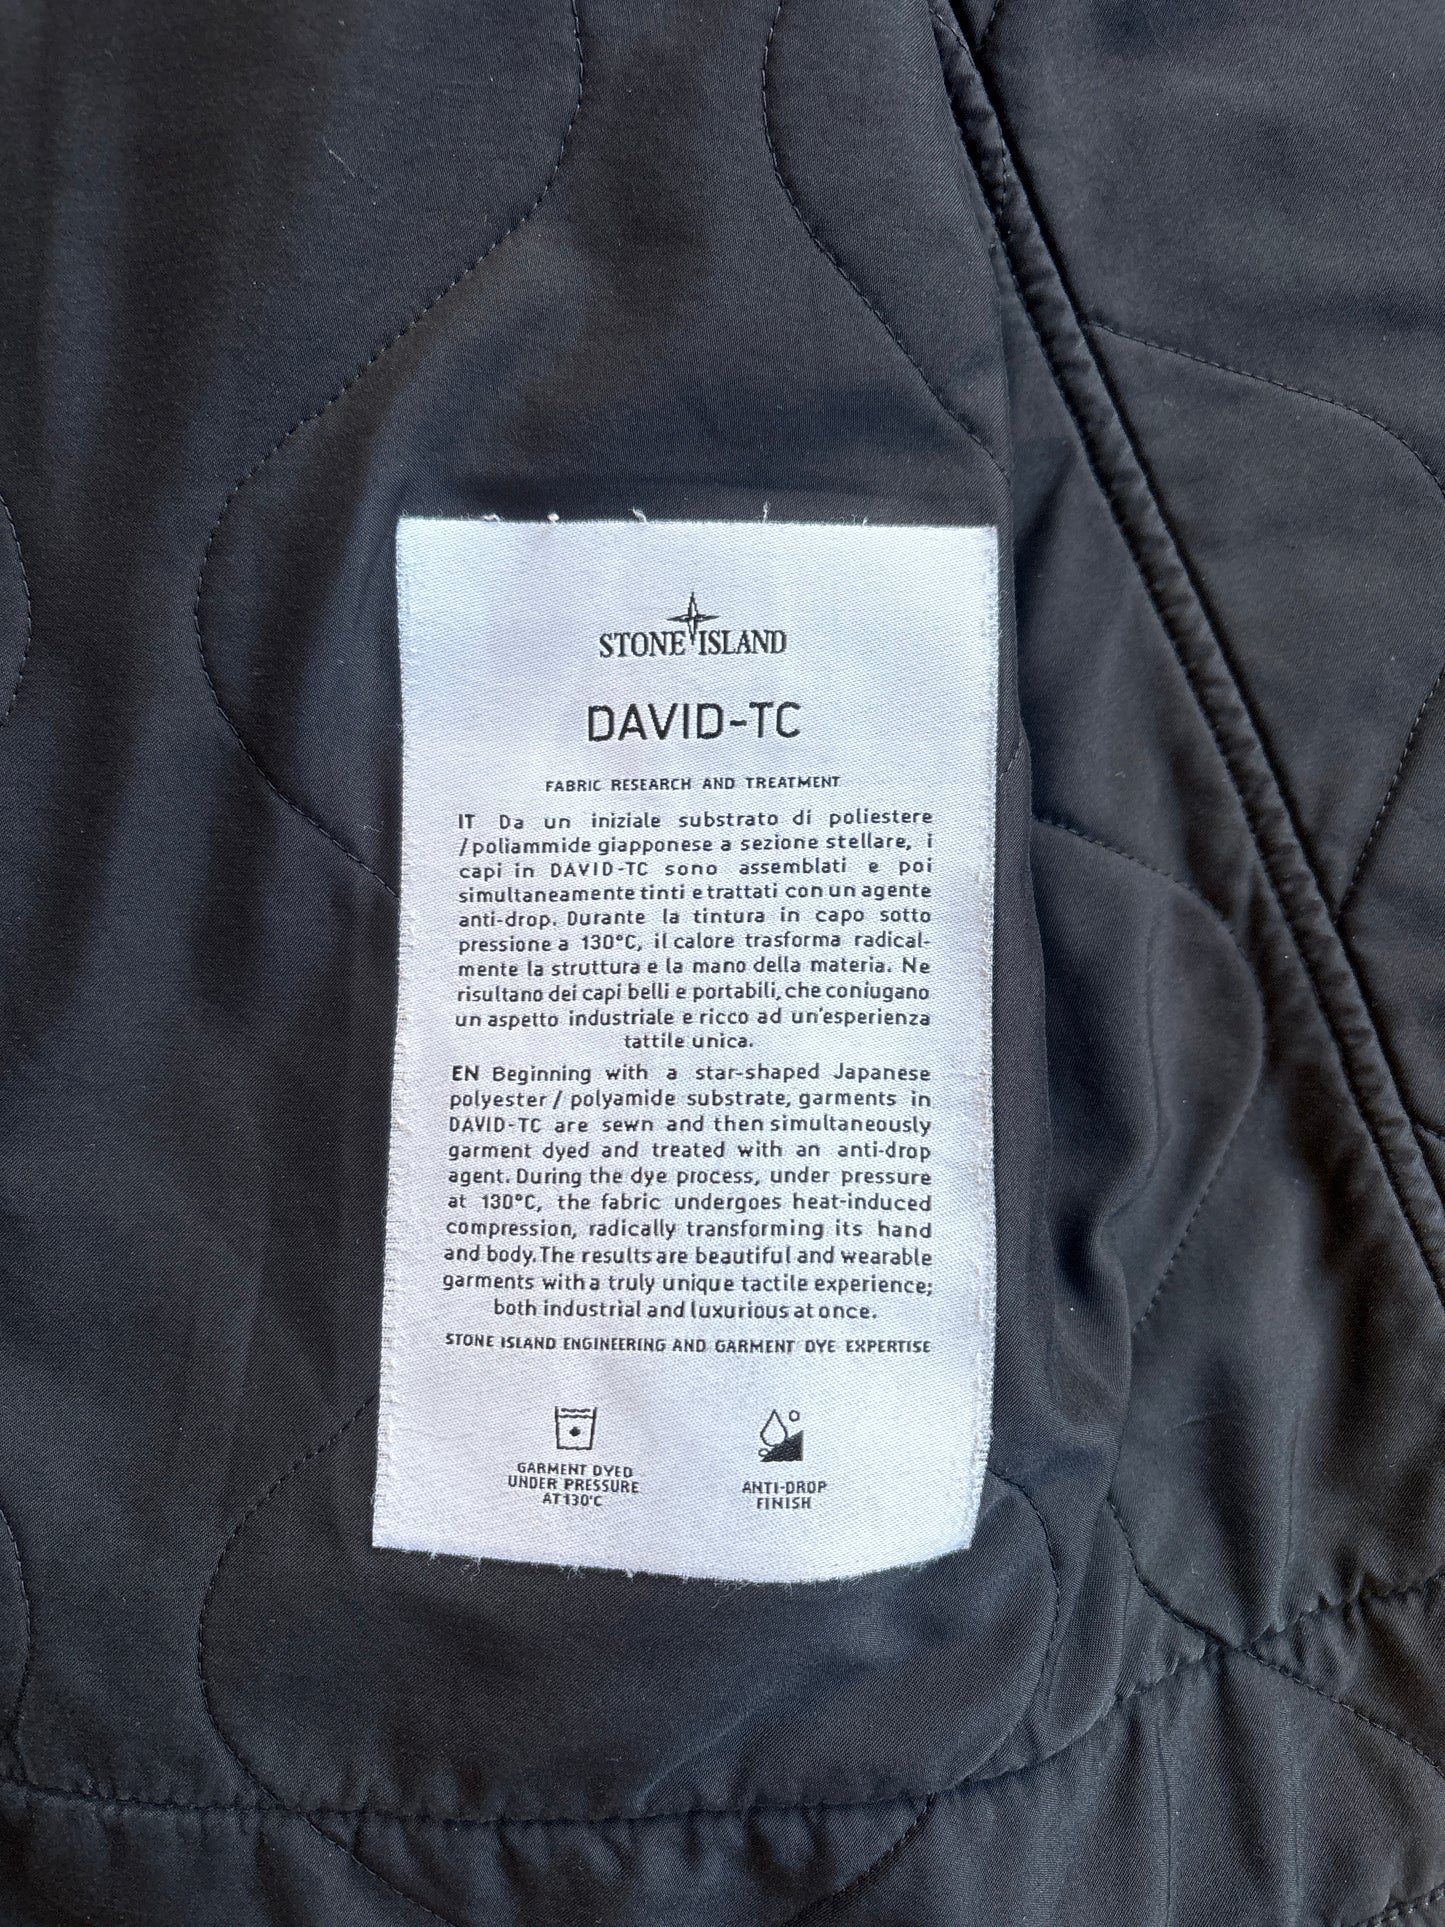 STONE ISLAND
DAVID-TC
FABRIC RESEARCH AND TREATMENT
IT Da un iniziale substrato di poliestere
/poliammide giapponese a sezione stellare, i
capi in DAVID-TC sono assemblati e poi
simultaneamente tinti e trattati con un agente
anti-drop. Durante la tintura in capo sotto
pressione a 130°C, il calore trasforma radical-
mente la struttura e la mano della materia. Ne
risultano dei capi belli e portabili, che coniugano
un aspetto industriale e ricco ad un'esperienza
tattile unica.
EN Beginning with a star-shaped Japanese
polyester / polyamide substrate, garments in
DAVID-TC are sewn and then simultaneously
garment dyed and treated with an anti-drop
agent. During the dye process, under pressure
at 130°C, the fabric undergoes heat-induced
compression, radically transforming its hand
and body. The results are beautiful and wearable
garments with a truly unique tactile experience;
both industrial and luxurious at once.
STONE ISLAND ENGINEERING AND GARMENT DYE EXPERTISE
GARMENT DYED
UNDER PRESSURE
AT 130°C
ANTI-DROP
FINISH